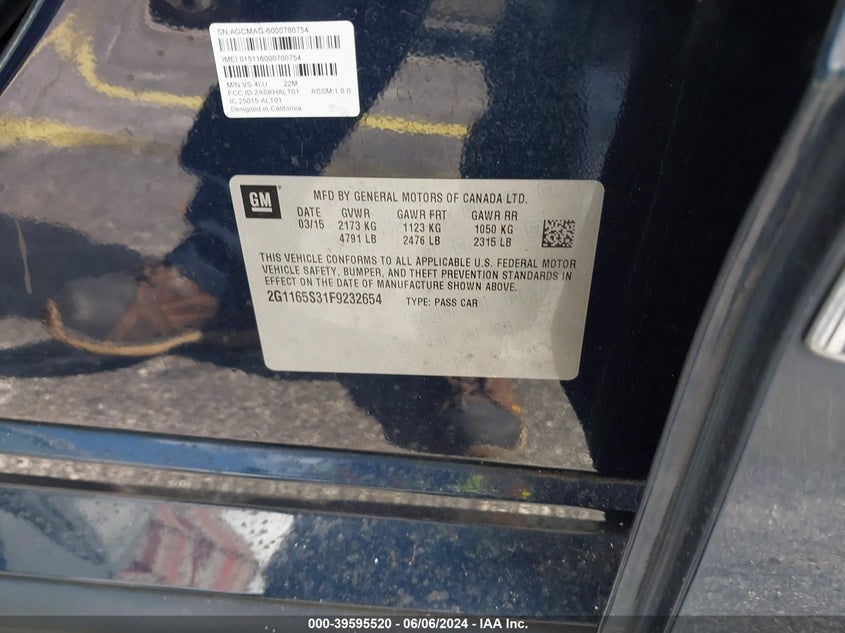 SN AGCMAG-6000700754
IMEI 015116000700754
M/N VS-4EU 22M
FCC ID 2ASKHALT01 ASSM:1.0.0
IC 25015-ALT01
Designed in California
GM
MFD BY GENERAL MOTORS OF CANADA LTD.
DATE GVWR GAWR FRT GAWR RR
03/15 2173 KG 1123 KG 1050 KG
4791 LB 2476 LB 2315 LB
THIS VEHICLE CONFORMS TO ALL APPLICABLE U.S. FEDERAL MOTOR
VEHICLE SAFETY, BUMPER, AND THEFT PREVENTION STANDARDS IN
EFFECT ON THE DATE OF MANUFACTURE SHOWN ABOVE.
2G1165S31F9232654 TYPE: PASS CAR
000-39595520 / 06/06/2024 / IAA Inc.